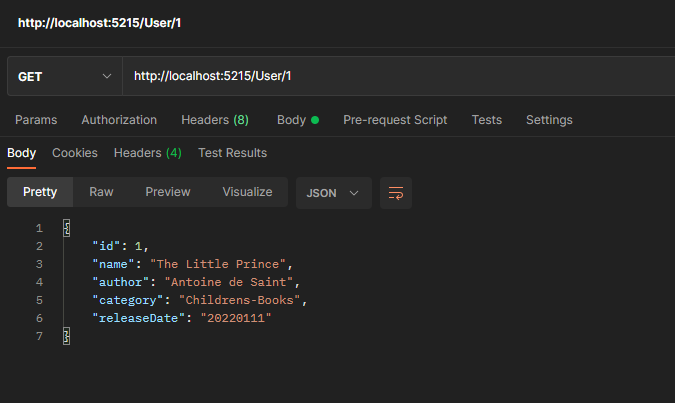 http://localhost:5215/User/1
GET http://localhost:5215/User/1
Params Authorization Headers (8) Body Pre-request Script Tests Settings
Body Cookies Headers (4) Test Results
Pretty Raw Preview Visualize JSON
1 {
2 "id": 1,
3 "name": "The Little Prince",
4 "author": "Antoine de Saint",
5 "category": "Childrens-Books",
6 "releaseDate": "20220111"
7 }